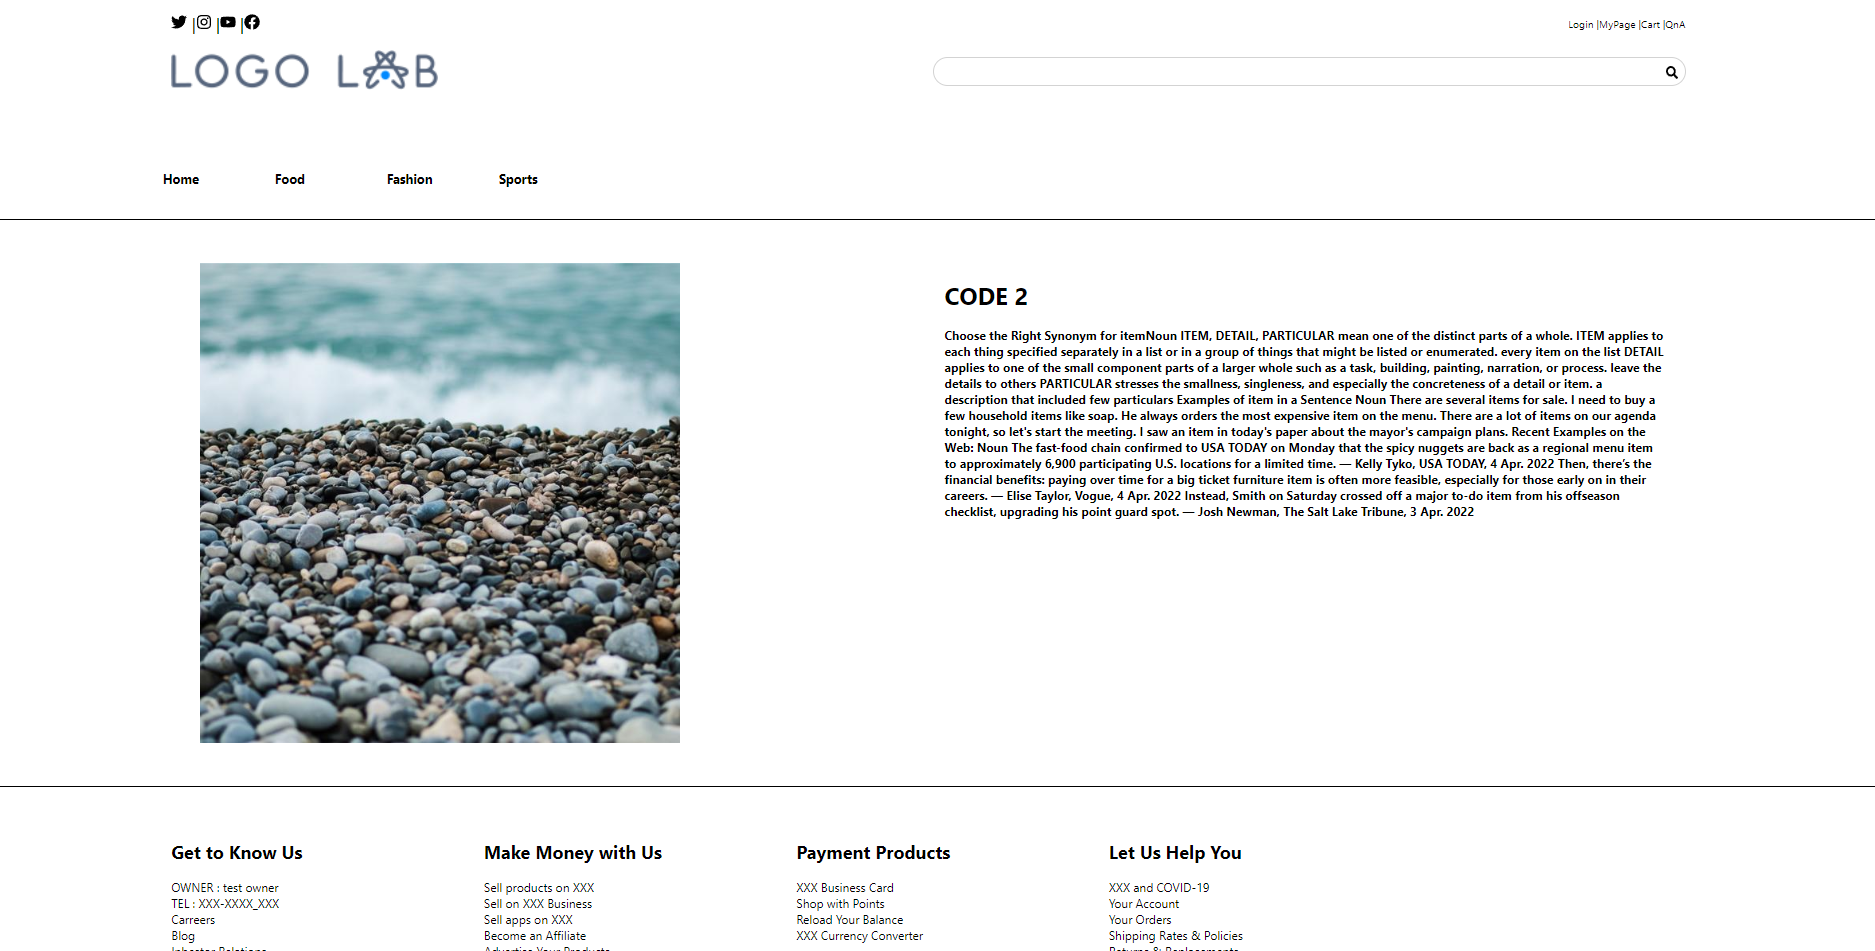 Login |MyPage |Cart |QnA
LOGO LAB
Home Food Fashion Sports
CODE 2
Choose the Right Synonym for itemNoun ITEM, DETAIL, PARTICULAR mean one of the distinct parts of a whole. ITEM applies to
each thing specified separately in a list or in a group of things that might be listed or enumerated. every item on the list DETAIL
applies to one of the small component parts of a larger whole such as a task, building, painting, narration, or process. leave the
details to others PARTICULAR stresses the smallness, singleness, and especially the concreteness of a detail or item. a
description that included few particulars Examples of item in a Sentence Noun There are several items for sale. I need to buy a
few household items like soap. He always orders the most expensive item on the menu. There are a lot of items on our agenda
tonight, so let's start the meeting. I saw an item in today's paper about the mayor's campaign plans. Recent Examples on the
Web: Noun The fast-food chain confirmed to USA TODAY on Monday that the spicy nuggets are back as a regional menu item
to approximately 6,900 participating U.S. locations for a limited time. — Kelly Tyko, USA TODAY, 4 Apr. 2022 Then, there’s the
financial benefits: paying over time for a big ticket furniture item is often more feasible, especially for those early on in their
careers. — Elise Taylor, Vogue, 4 Apr. 2022 Instead, Smith on Saturday crossed off a major to-do item from his offseason
checklist, upgrading his point guard spot. — Josh Newman, The Salt Lake Tribune, 3 Apr. 2022
Get to Know Us
OWNER : test owner
TEL : XXX-XXXX_XXX
Carreers
Blog
Make Money with Us
Sell products on XXX
Sell on XXX Business
Sell apps on XXX
Become an Affiliate
Advertise Your Products
Payment Products
XXX Business Card
Shop with Points
Reload Your Balance
XXX Currency Converter
Let Us Help You
XXX and COVID-19
Your Account
Your Orders
Shipping Rates & Policies
Returns & Replacements